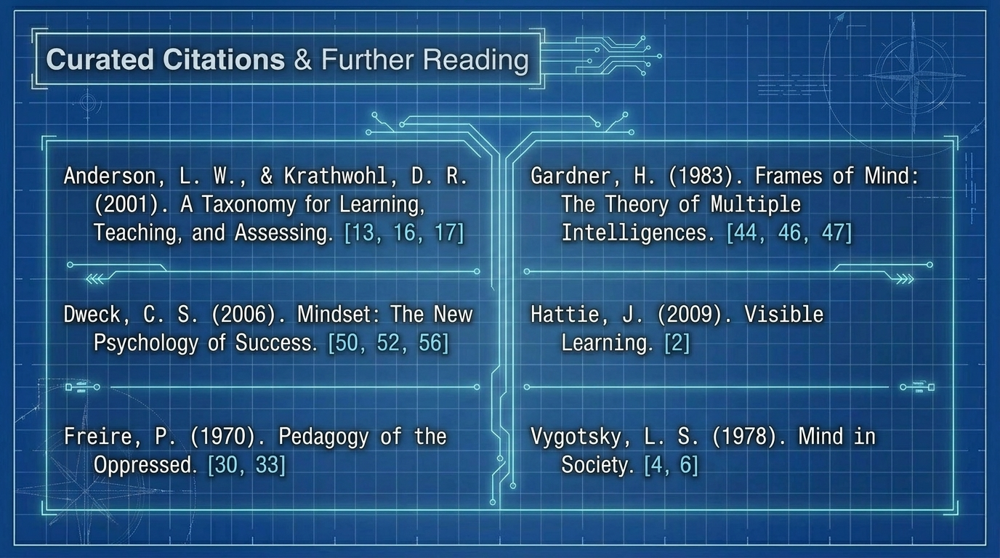 Curated Citations & Further Reading
Anderson, L. W., & Krathwohl, D. R.
(2001). A Taxonomy for Learning,
Teaching, and Assessing. [13, 16, 17]
Dweck, C. S. (2006). Mindset: The New
Psychology of Success. [50, 52, 56]
Freire, P. (1970). Pedagogy of the
Oppressed. [30, 33]
Gardner, H. (1983). Frames of Mind:
The Theory of Multiple
Intelligences. [44, 46, 47]
Hattie, J. (2009). Visible
Learning. [2]
Vygotsky, L. S. (1978). Mind in
Society. [4, 6]